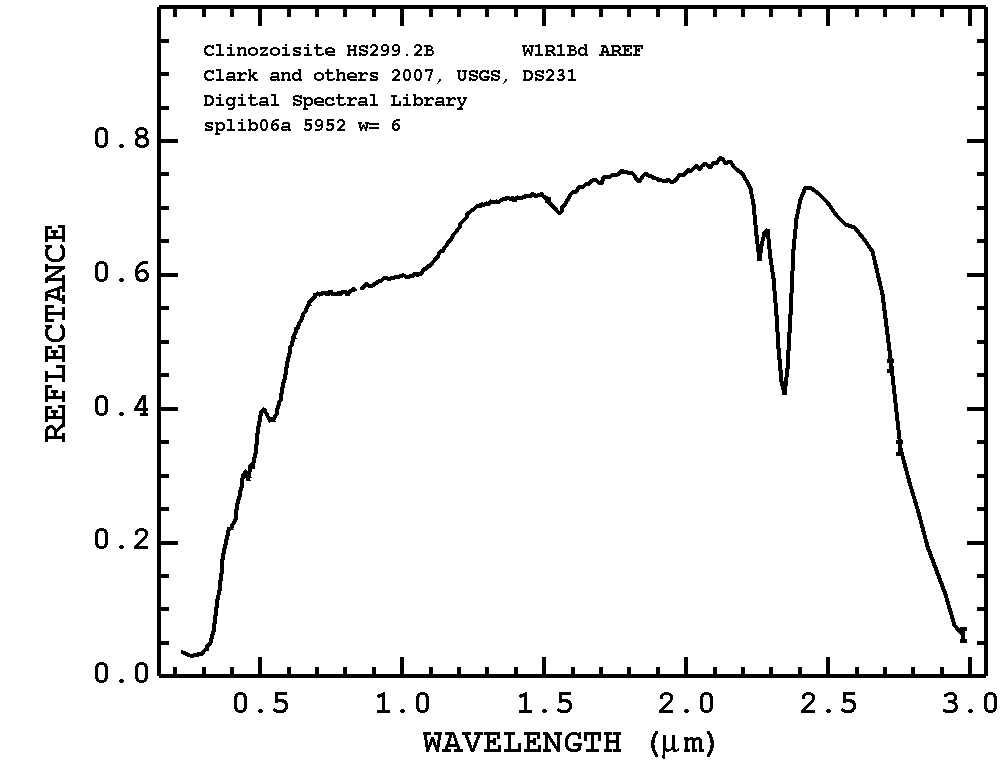 Clinozoisite HS299.2B W1R1Bd AREF
Clark and others 2007, USGS, DS231
Digital Spectral Library
splib06a 5952 w= 6
REFLECTANCE
0.8
0.6
0.4
0.2
0.0
0.5 1.0 1.5 2.0 2.5 3.0
WAVELENGTH (μm)